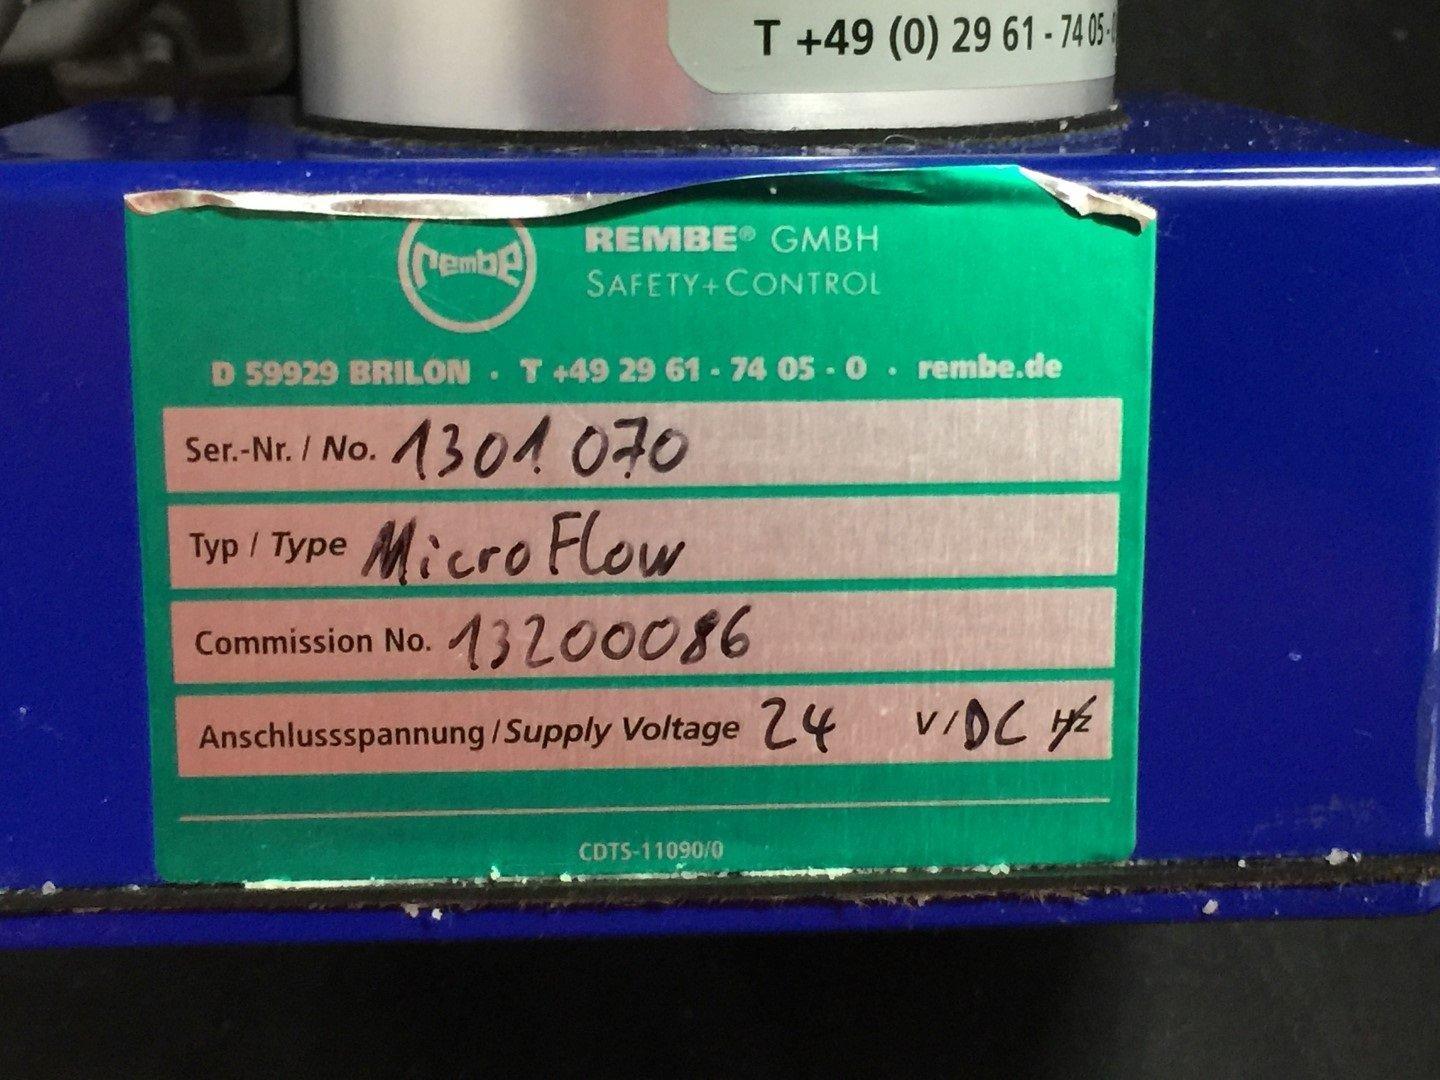 T +49 (0) 29 61 - 74 05-
rembe
REMBE® GMBH
SAFETY+CONTROL
D 59929 BRILON · T +49 29 61 - 74 05 - 0 · rembe.de
Ser.-Nr. / No. 1301070
Typ / Type MicroFlow
Commission No. 13200086
Anschlussspannung / Supply Voltage 24 V/DC Hz
CDTS-11090/0